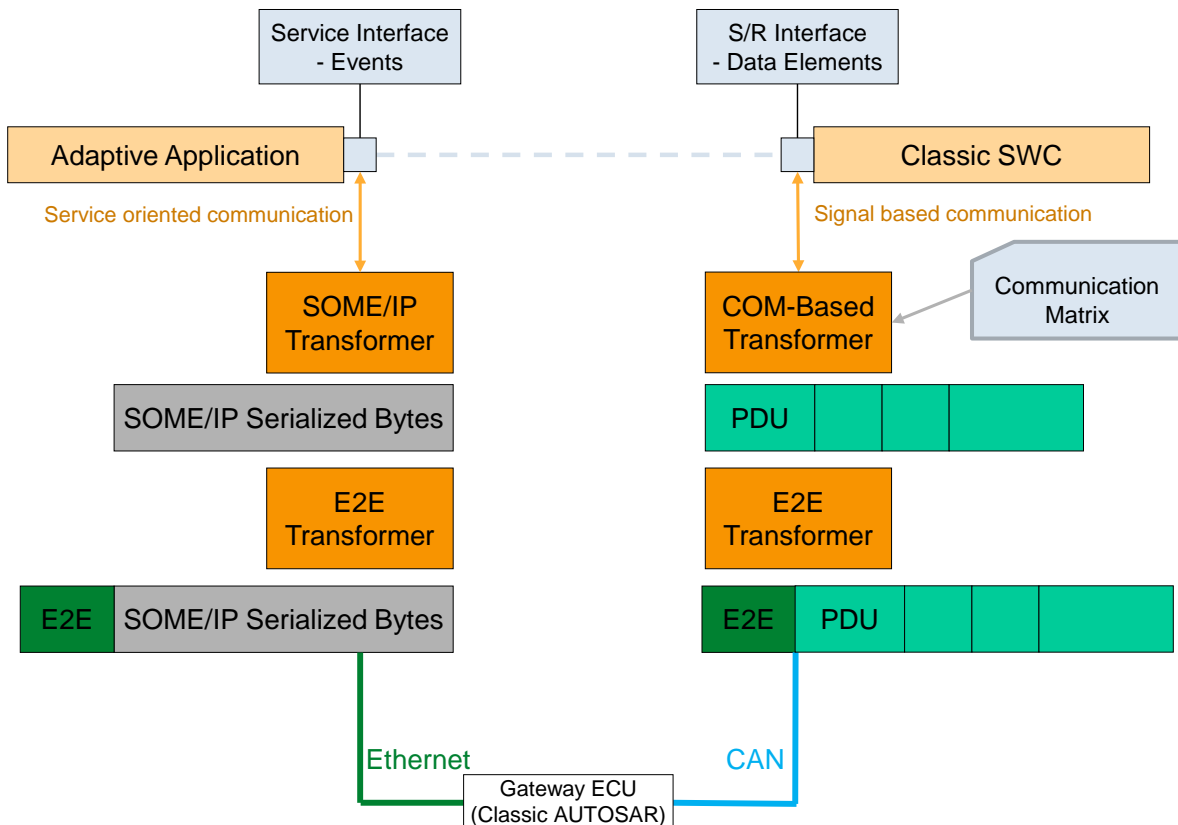 Service Interface
- Events
S/R Interface
- Data Elements
Adaptive Application
Classic SWC
Service oriented communication
Signal based communication
SOME/IP
Transformer
COM-Based
Transformer
Communication
Matrix
SOME/IP Serialized Bytes
PDU
E2E
Transformer
E2E
Transformer
E2E
SOME/IP Serialized Bytes
E2E
PDU
Ethernet
CAN
Gateway ECU
(Classic AUTOSAR)